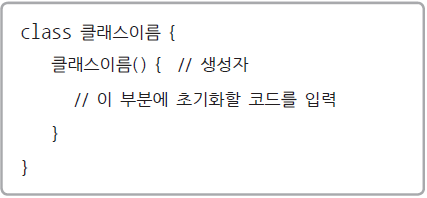 class 클래스이름 {
클래스이름() { // 생성자
// 이 부분에 초기화할 코드를 입력
}
}